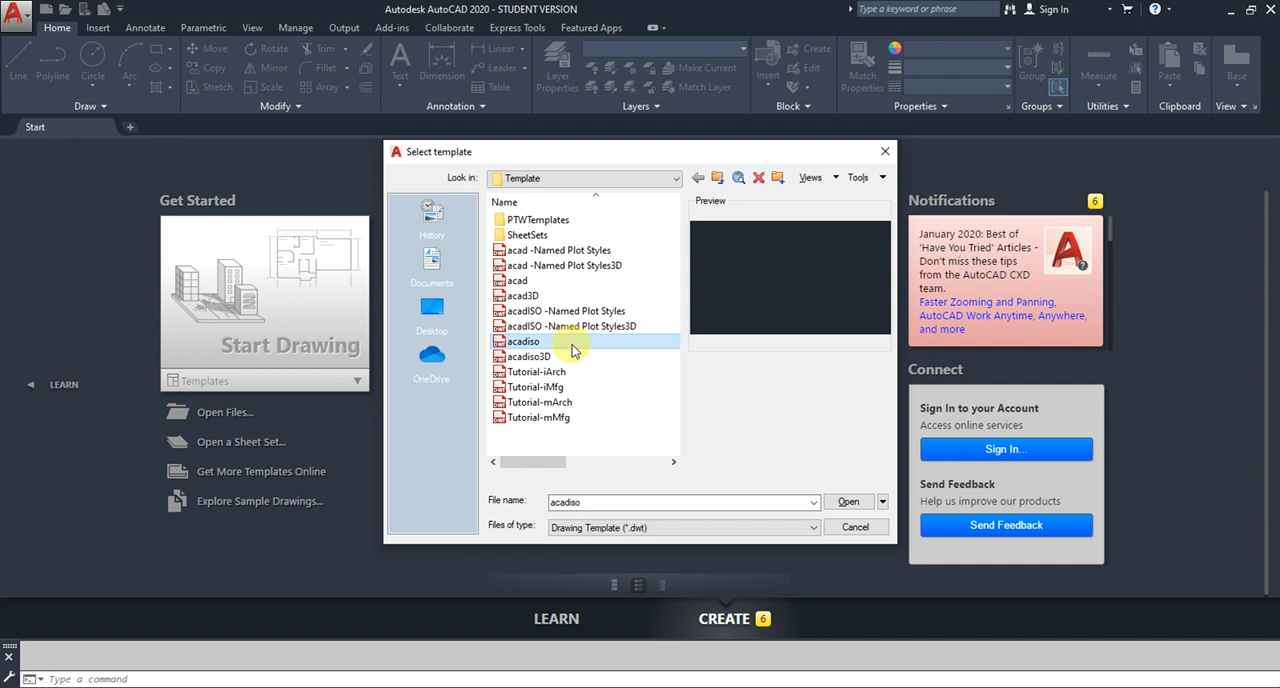 Autodesk AutoCAD 2020 - STUDENT VERSION
Type a keyword or phrase
Sign In
Home Insert Annotate Parametric View Manage Output Add-ins Collaborate Express Tools Featured Apps
Line Polyline Circle Arc
Move Rotate Trim
Copy Mirror Fillet
Stretch Scale Array
Text Dimension
Linear
Leader
Table
Layer Properties
Make Current
Match Layer
Insert
Create
Edit
Match Properties
Group
Measure
Paste
Base
Draw Modify Annotation Layers Block Properties Groups Utilities Clipboard View
Start
Select template
Look in: Template
Views Tools
Name
PTWTemplates
SheetSets
acad -Named Plot Styles
acad -Named Plot Styles3D
acad
acad3D
acadISO -Named Plot Styles
acadISO -Named Plot Styles3D
acadiso
acadiso3D
Tutorial-iArch
Tutorial-iMfg
Tutorial-mArch
Tutorial-mMfg
Preview
History
Documents
Desktop
OneDrive
File name: acadiso
Open
Files of type: Drawing Template (*.dwt)
Cancel
Get Started
Start Drawing
Templates
Open Files...
Open a Sheet Set...
Get More Templates Online
Explore Sample Drawings...
LEARN
Notifications
6
January 2020: Best of
'Have You Tried' Articles -
Don't miss these tips
from the AutoCAD CXD
team.
Faster Zooming and Panning,
AutoCAD Work Anytime, Anywhere,
and more
Connect
Sign In to your Account
Access online services
Sign In...
Send Feedback
Help us improve our products
Send Feedback
LEARN CREATE 6
Type a command